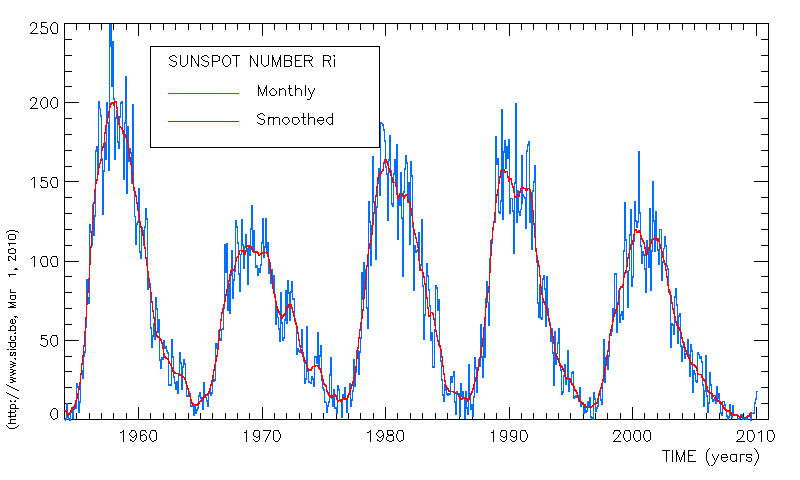 250
200
150
100
50
0
SUNSPOT NUMBER Ri
Monthly
Smoothed
(http://www.sidc.be, Mar 1, 2010)
1960 1970 1980 1990 2000 2010
TIME (years)